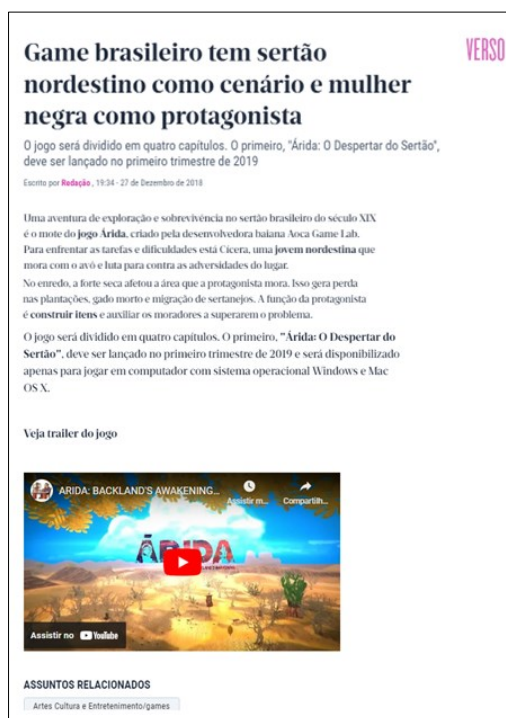 VERSO
Game brasileiro tem sertão
nordestino como cenário e mulher
negra como protagonista
O jogo será dividido em quatro capítulos. O primeiro, "Árida: O Despertar do Sertão",
deve ser lançado no primeiro trimestre de 2019
Escrito por Redação , 19:34 - 27 de Dezembro de 2018
Uma aventura de exploração e sobrevivência no sertão brasileiro do século XIX
é o mote do jogo Árida, criado pela desenvolvedora baiana Aoca Game Lab.
Para enfrentar as tarefas e dificuldades está Cícera, uma jovem nordestina que
mora com o avô e luta para contra as adversidades do lugar.
No enredo, a forte seca afetou a área que a protagonista mora. Isso gera perda
nas plantações, gado morto e migração de sertanejos. A função da protagonista
é construir itens e auxiliar os moradores a superarem o problema.
O jogo será dividido em quatro capítulos. O primeiro, "Árida: O Despertar do
Sertão", deve ser lançado no primeiro trimestre de 2019 e será disponibilizado
apenas para jogar em computador com sistema operacional Windows e Mac
OS X.
Veja trailer do jogo
ARIDA: BACKLAND'S AWAKENING...
Assistir m...
Compartilh...
ÁRIDA
Assistir no YouTube
ASSUNTOS RELACIONADOS
Artes Cultura e Entretenimento/games